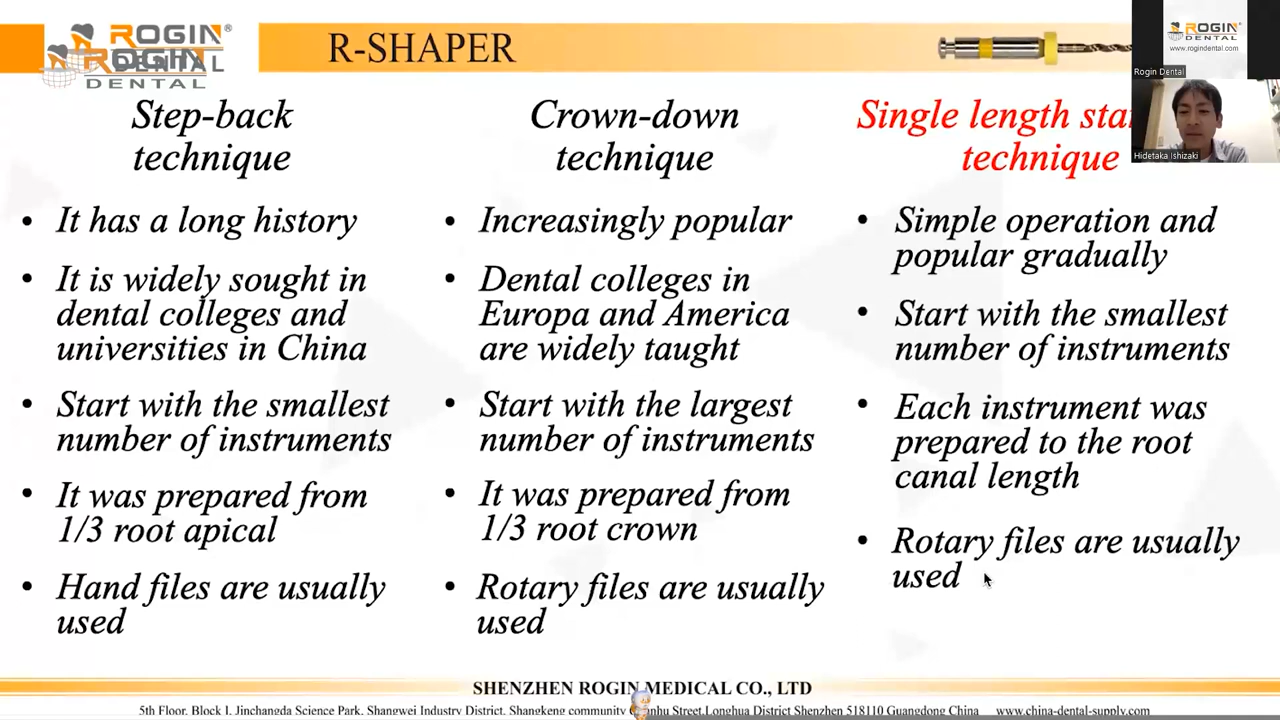 ROGIN®
DENTAL
ROGIN
DENTAL
R-SHAPER
ROGIN
DENTAL
www.rogindental.com
Rogin Dental
Hidetaka Ishizaki
Step-back
technique
• It has a long history
• It is widely sought in
dental colleges and
universities in China
• Start with the smallest
number of instruments
• It was prepared from
1/3 root apical
• Hand files are usually
used
Crown-down
technique
• Increasingly popular
• Dental colleges in
Europa and America
are widely taught
• Start with the largest
number of instruments
• It was prepared from
1/3 root crown
• Rotary files are usually
used
Single length
technique
• Simple operation and
popular gradually
• Start with the smallest
number of instruments
• Each instrument was
prepared to the root
canal length
• Rotary files are usually
used
SHENZHEN ROGIN MEDICAL CO., LTD
5th Floor, Block I, Jinchangda Science Park, Shangwei Industry District, Shangkeng community Street,Longhua District Shenzhen 518110 Guangdong China www.china-dental-supply.com